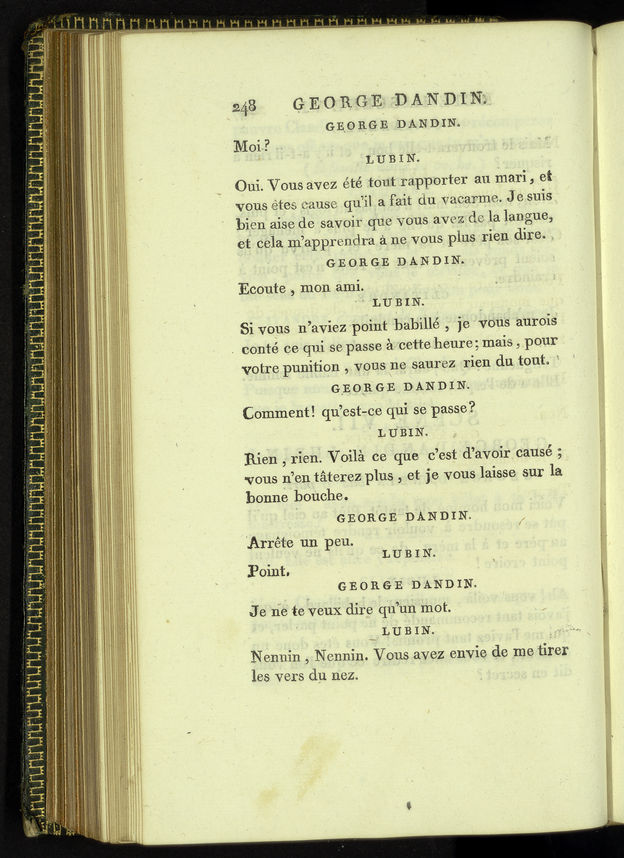 248 GEORGE DANDIN.
GEORGE DANDIN.
Moi?
LUBIN.
Oui. Vous avez été tout rapporter au mari, et
vous êtes cause qu'il a fait du vacarme. Je suis
bien aise de savoir que vous avez de la langue,
et cela m'apprendra à ne vous plus rien dire.
GEORGE DANDIN.
Ecoute, mon ami.
LUBIN.
Si vous n'aviez point babillé, je vous aurois
conté ce qui se passe à cette heure; mais, pour
votre punition, vous ne saurez rien du tout.
GEORGE DANDIN.
Comment! qu'est-ce qui se passe?
LUBIN.
Rien, rien. Voilà ce que c'est d'avoir causé;
vous n'en tâterez plus, et je vous laisse sur la
bonne bouche.
GEORGE DANDIN.
Arrête un peu.
LUBIN.
Point.
GEORGE DANDIN.
Je ne te veux dire qu'un mot.
LUBIN.
Nennin, Nennin. Vous avez envie de me tirer
les vers du nez.